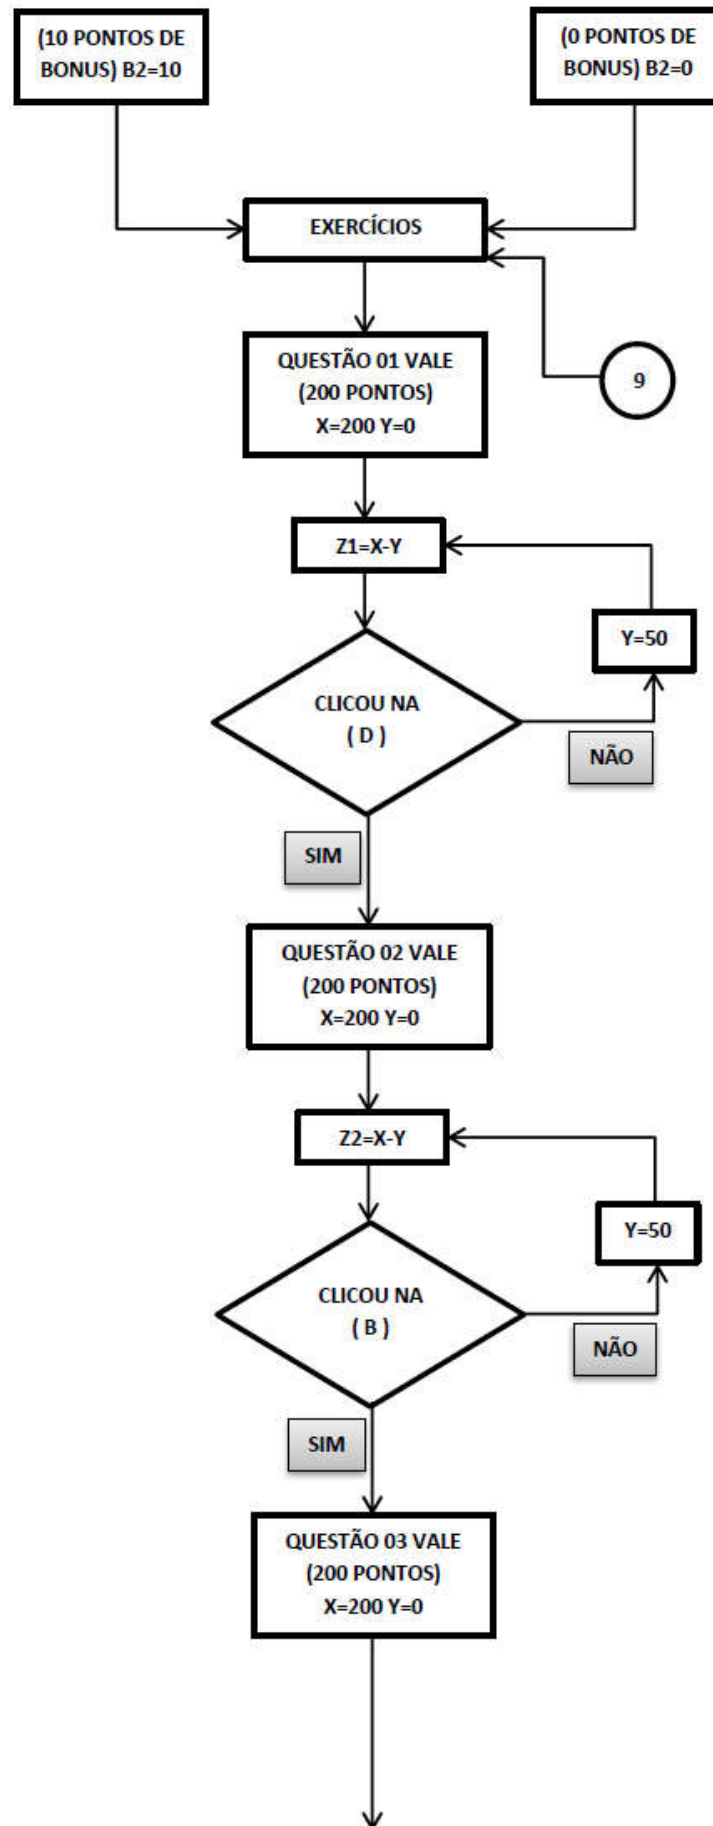 (10 PONTOS DE
BONUS) B2=10
(0 PONTOS DE
BONUS) B2=0
EXERCÍCIOS
QUESTÃO 01 VALE
(200 PONTOS)
X=200 Y=0
9
Z1=X-Y
Y=50
CLICOU NA
( D )
NÃO
SIM
QUESTÃO 02 VALE
(200 PONTOS)
X=200 Y=0
Z2=X-Y
Y=50
CLICOU NA
( B )
NÃO
SIM
QUESTÃO 03 VALE
(200 PONTOS)
X=200 Y=0